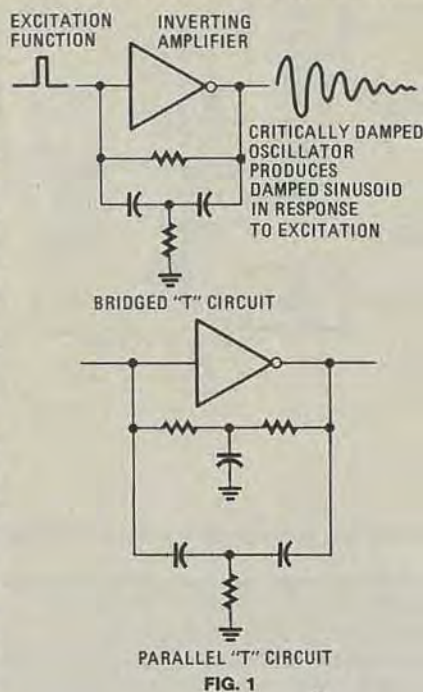 EXCITATION
FUNCTION
INVERTING
AMPLIFIER
CRITICALLY DAMPED
OSCILLATOR
PRODUCES
DAMPED SINUSOID
IN RESPONSE
TO EXCITATION
BRIDGED "T" CIRCUIT
PARALLEL "T" CIRCUIT
FIG. 1